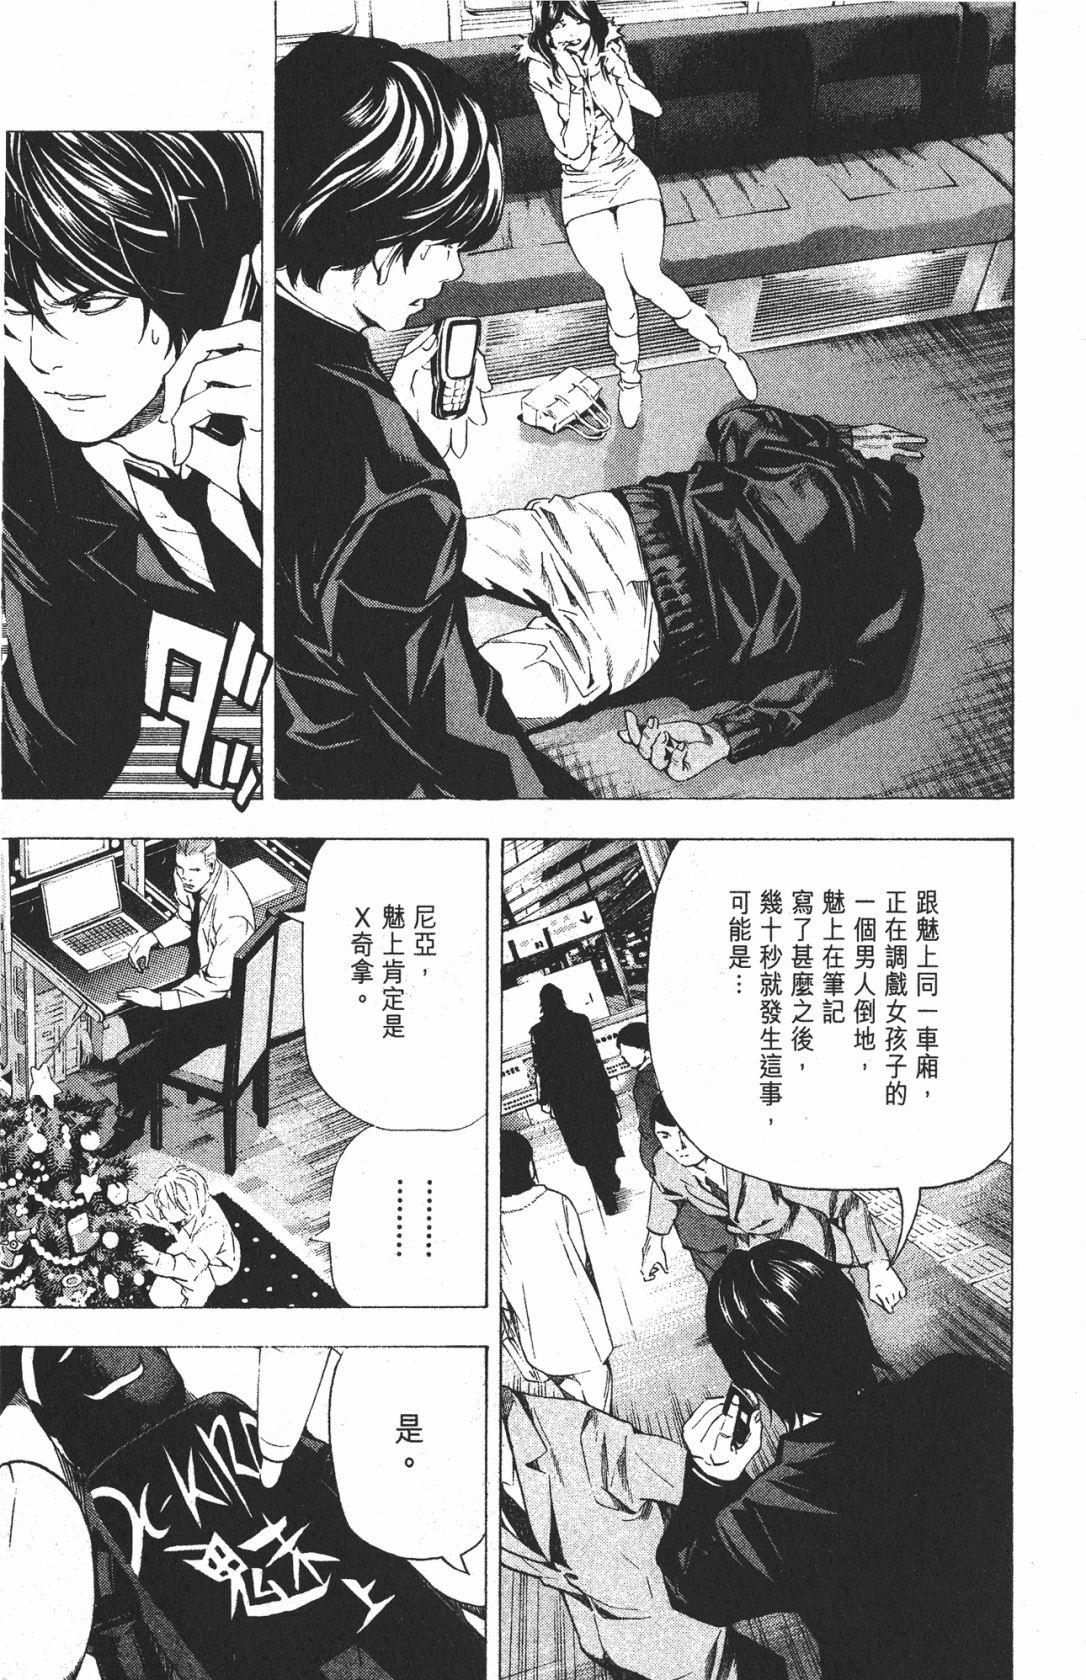 ダッ
跟魅上同一車廂，
正在調戲女孩子的
一個男人倒地，
魅上在筆記
寫了甚麼之後，
幾十秒就發生這事，
可能是…
尼亞，
魅上肯定是
X奇拿。
…………
…………
是。
X-KIRA
魅上